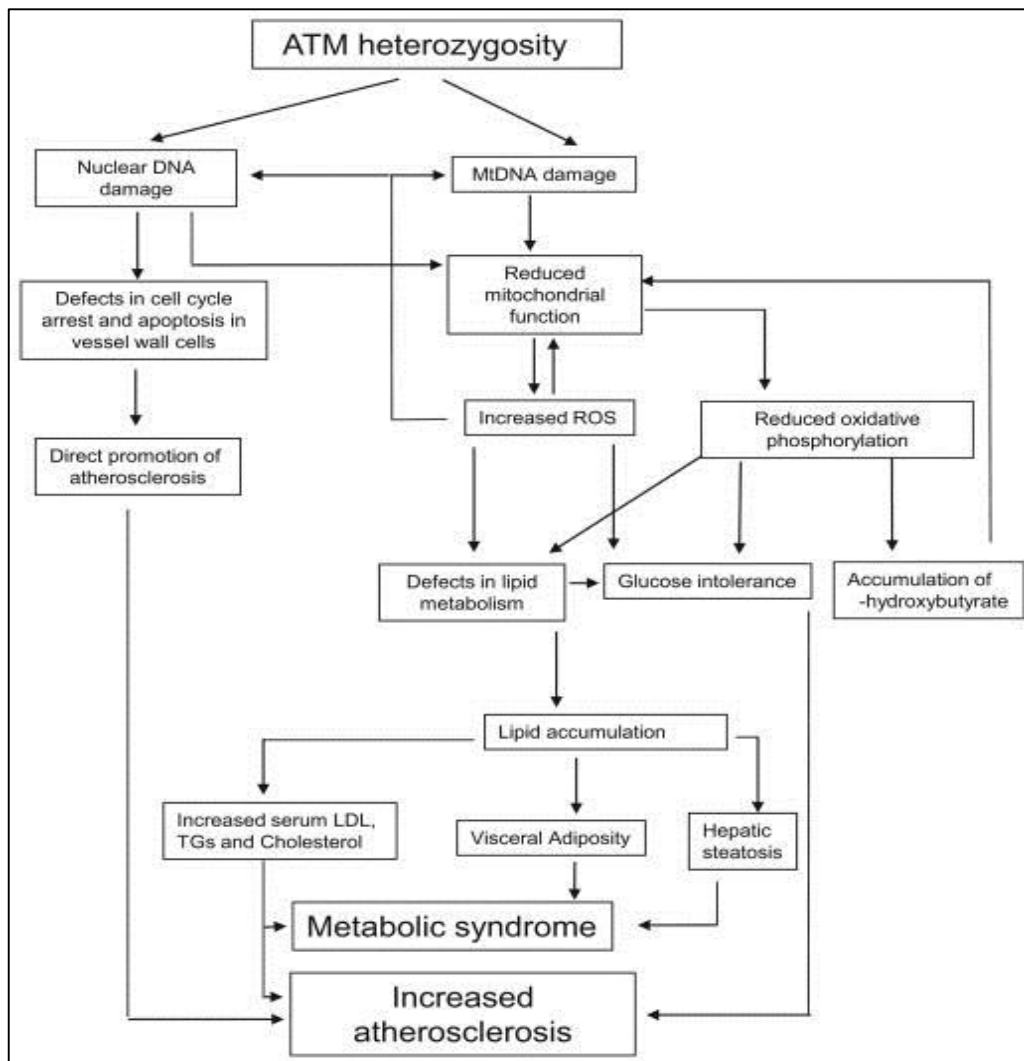 ATM heterozygosity
Nuclear DNA
damage
MtDNA damage
Reduced
mitochondrial
function
Defects in cell cycle
arrest and apoptosis in
vessel wall cells
Increased ROS
Reduced oxidative
phosphorylation
Direct promotion of
atherosclerosis
Defects in lipid
metabolism
Glucose intolerance
Accumulation of
-hydroxybutyrate
Lipid accumulation
Increased serum LDL,
TGs and Cholesterol
Visceral Adiposity
Hepatic
steatosis
Metabolic syndrome
Increased
atherosclerosis